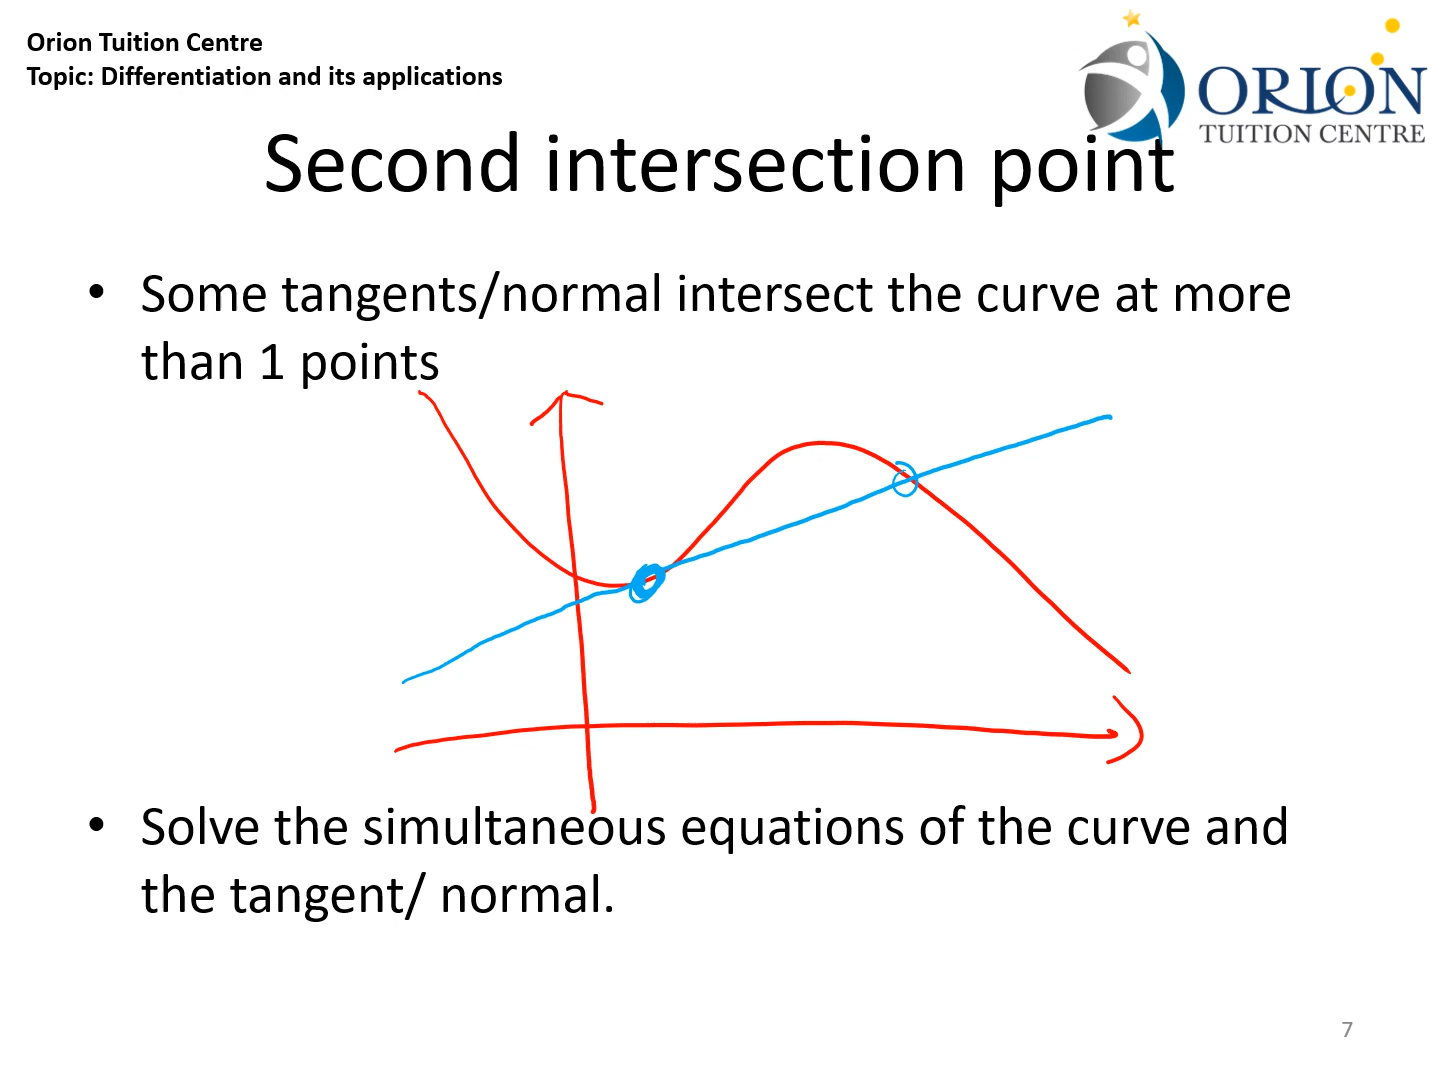 Orion Tuition Centre
Topic: Differentiation and its applications
ORION
TUITION CENTRE
Second intersection point
• Some tangents/normal intersect the curve at more
than 1 points
• Solve the simultaneous equations of the curve and
the tangent/ normal.
7